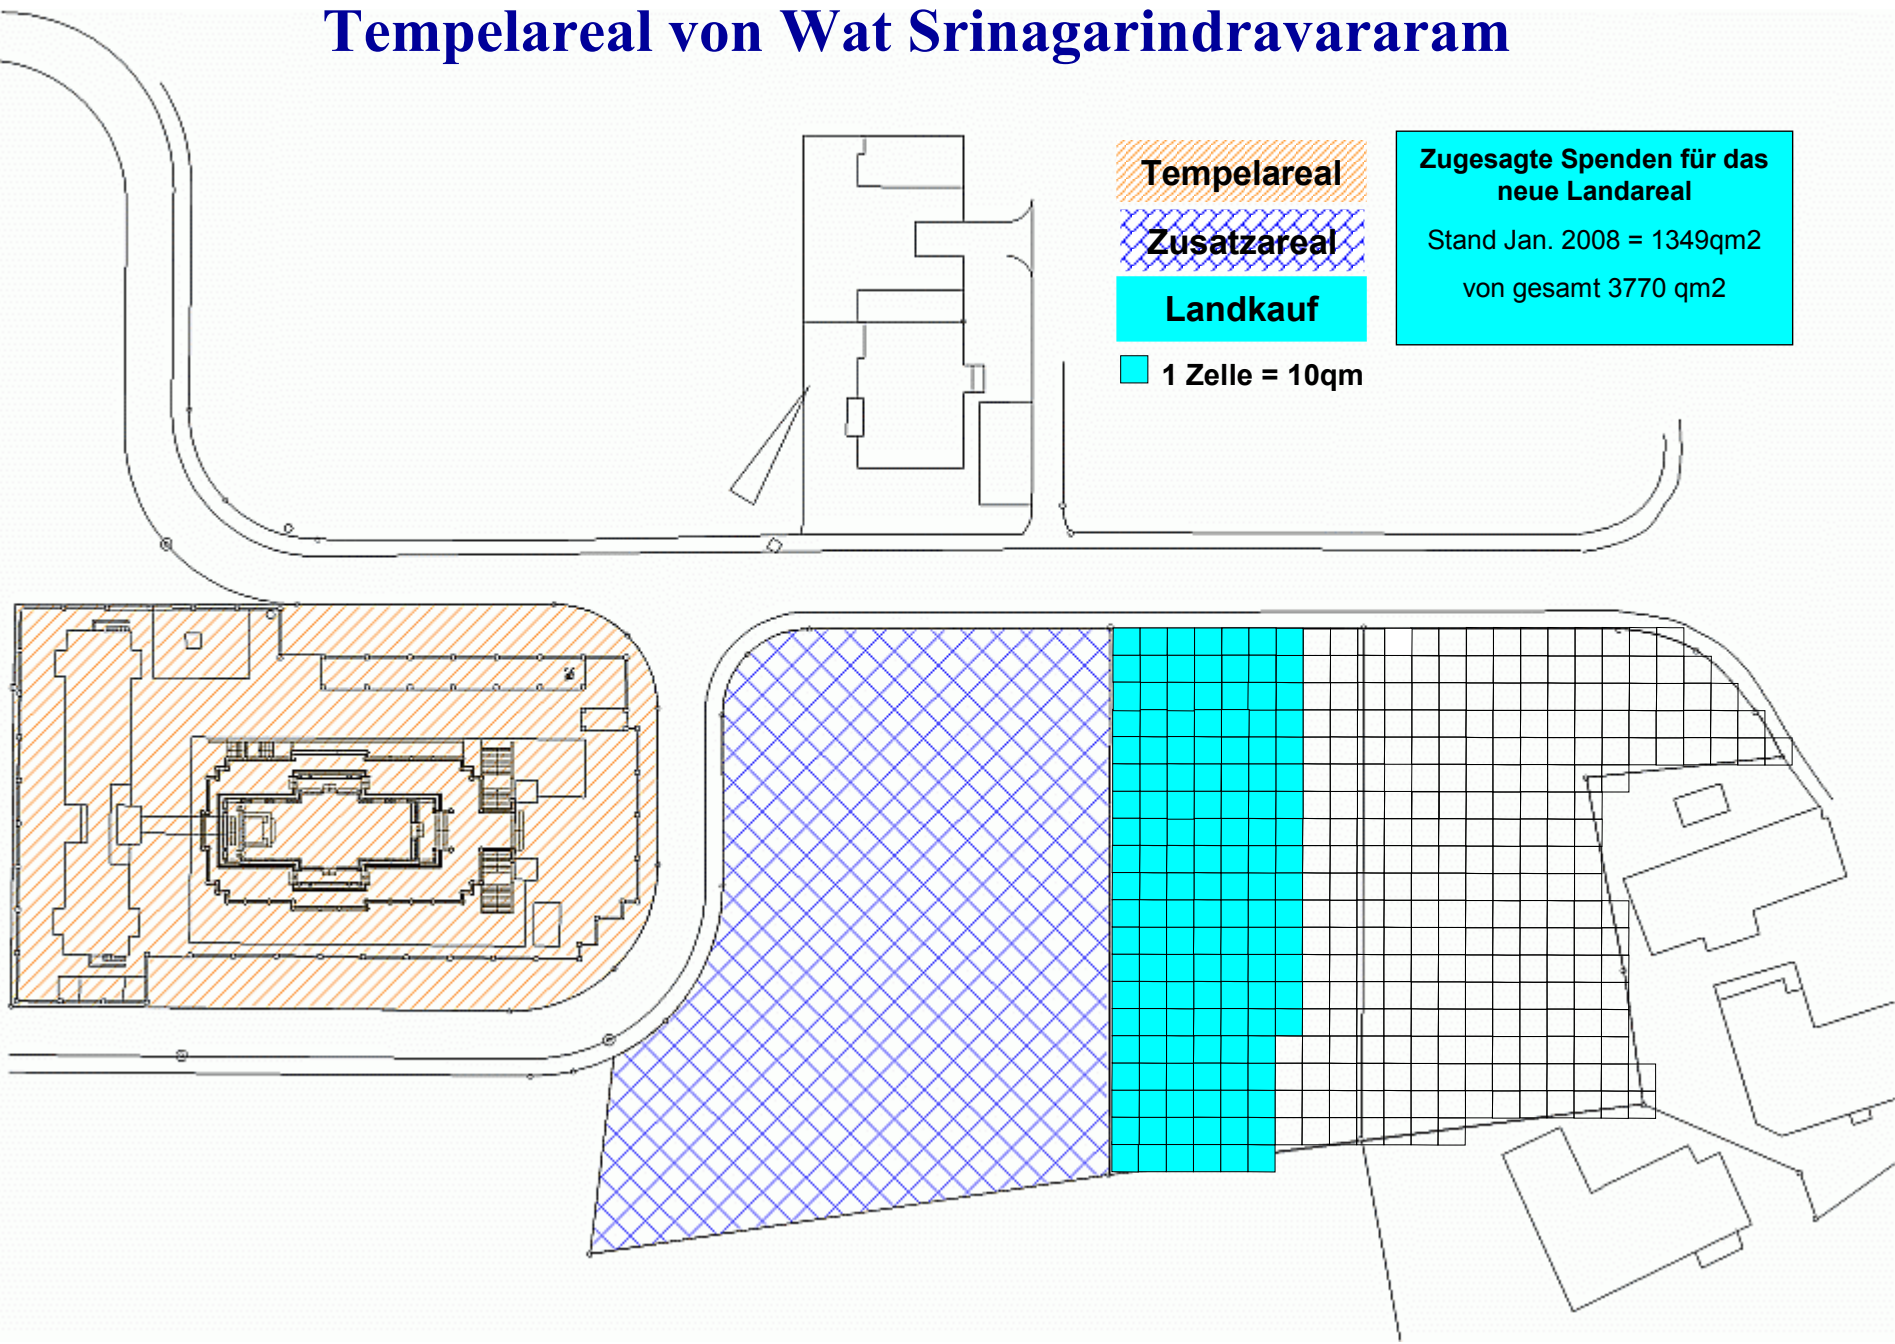 Tempelareal von Wat Srinagarindravararam
Tempelareal
Zusatzareal
Landkauf
1 Zelle = 10qm
Zugesagte Spenden für das
neue Landareal
Stand Jan. 2008 = 1349qm2
von gesamt 3770 qm2